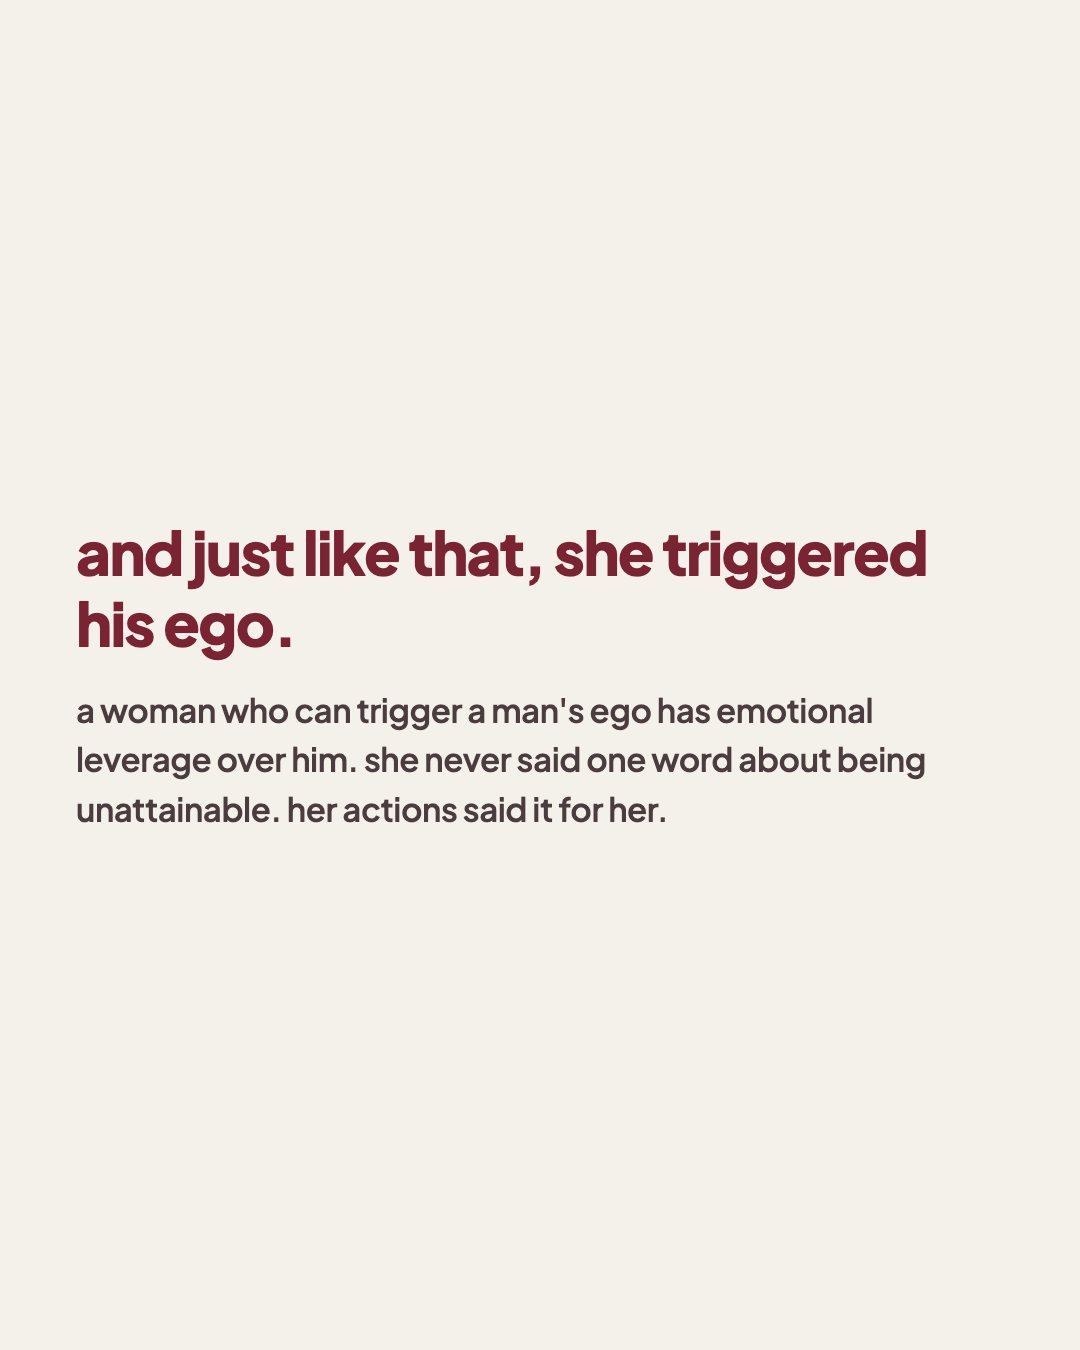 and just like that, she triggered
his ego.
a woman who can trigger a man's ego has emotional
leverage over him. she never said one word about being
unattainable. her actions said it for her.